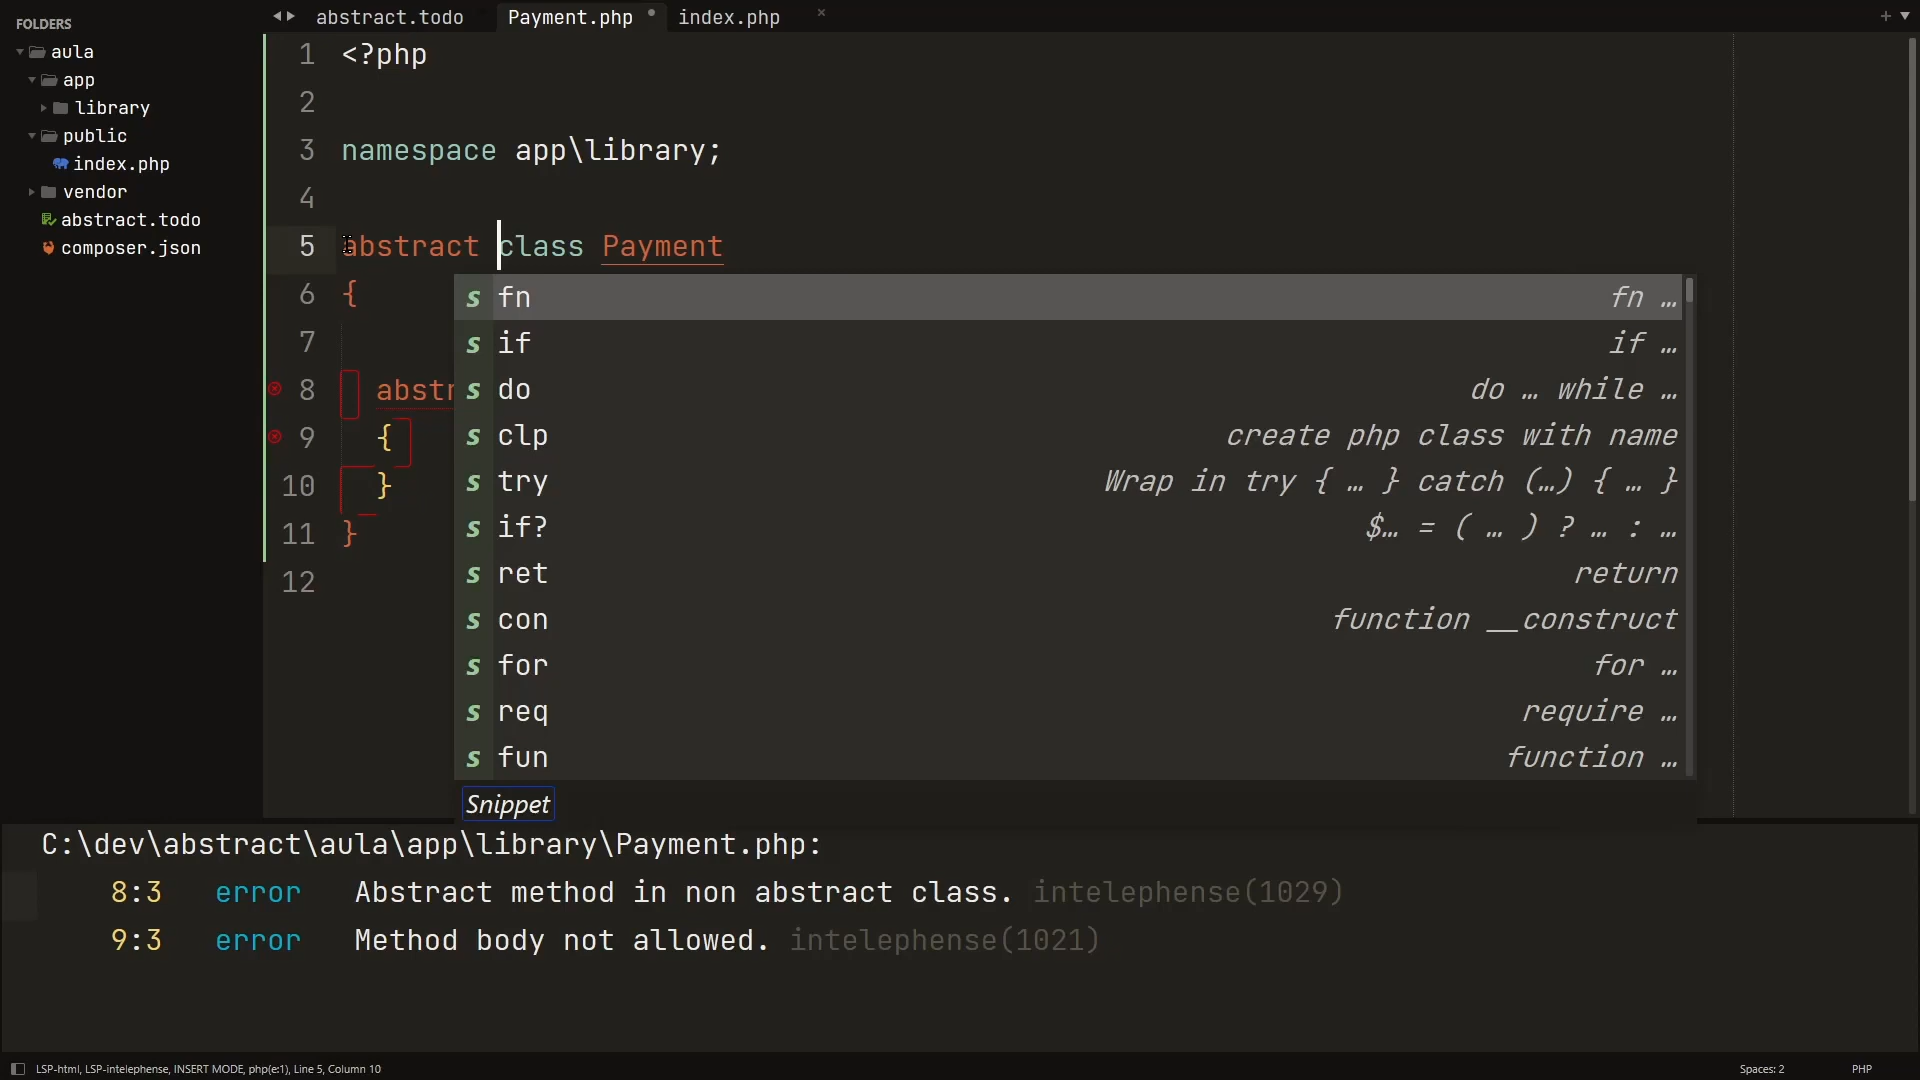 FOLDERS
aula
app
library
public
index.php
vendor
abstract.todo
composer.json
abstract.todo
Payment.php
index.php
1 <?php
2
3 namespace app\library;
4
5 abstract class Payment
6 {
7
8 abstr
9 {
10 }
11 }
12
s fn fn …
s if if …
s do do … while …
s clp create php class with name
s try Wrap in try { … } catch (…) { … }
s if? $… = ( … ) ? … : …
s ret return
s con function __construct
s for for …
s req require …
s fun function …
Snippet
C:\dev\abstract\aula\app\library\Payment.php:
8:3 error Abstract method in non abstract class. intelephense(1029)
9:3 error Method body not allowed. intelephense(1021)
LSP-html, LSP-intelephense, INSERT MODE, php(e:1), Line 5, Column 10
Spaces: 2
PHP